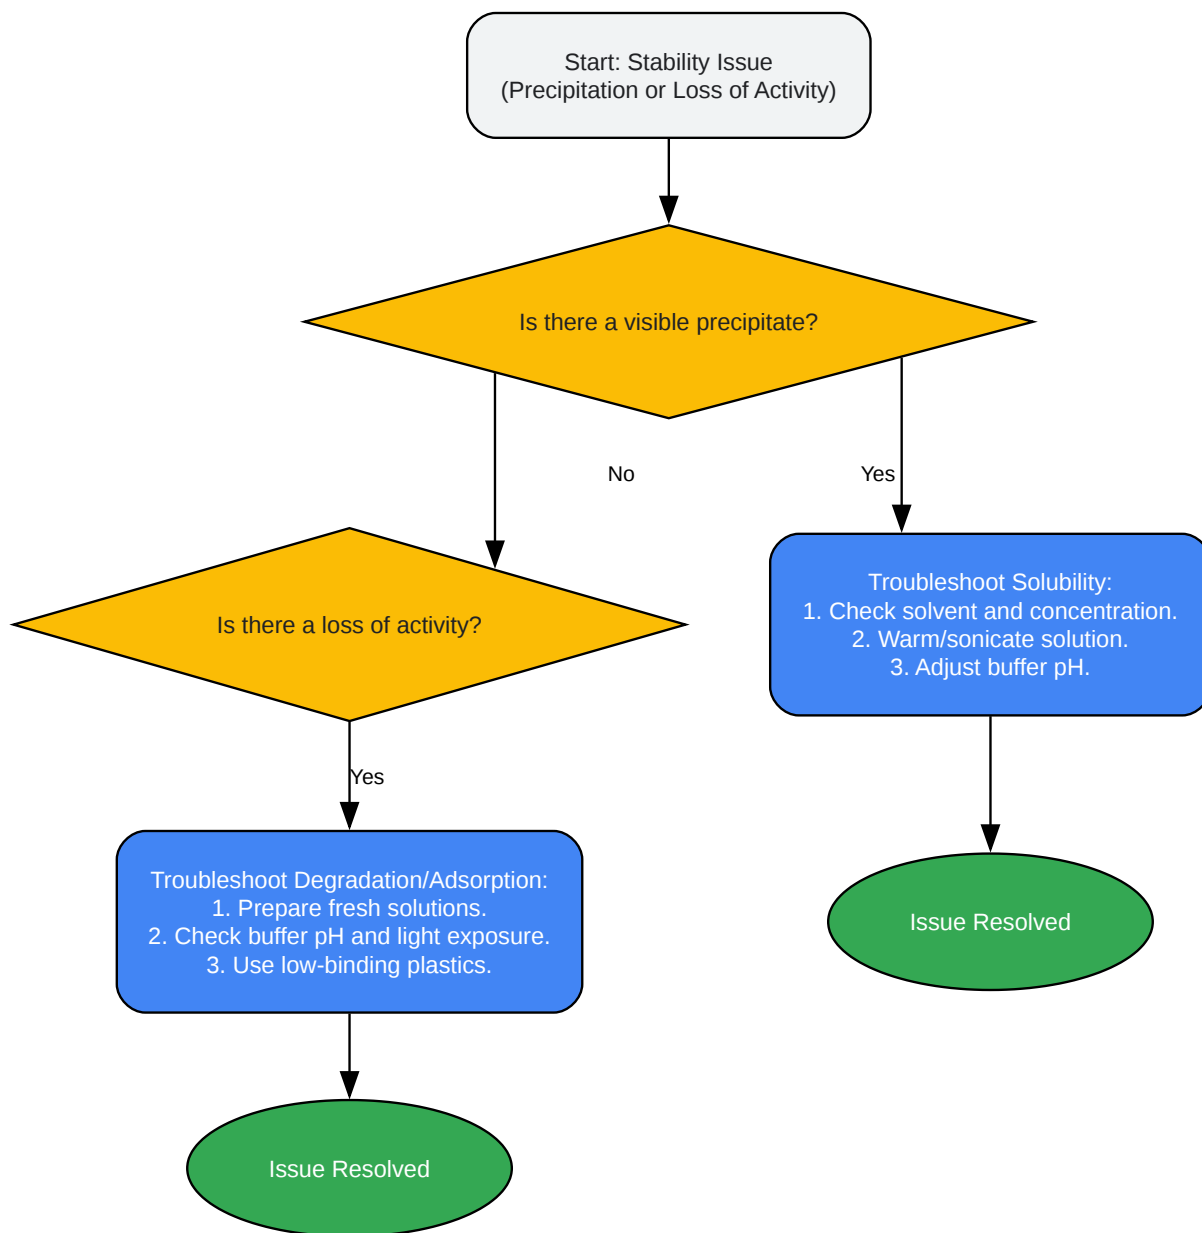 Start: Stability Issue
(Precipitation or Loss of Activity)
Is there a visible precipitate?
No
Yes
Is there a loss of activity?
Troubleshoot Solubility:
1. Check solvent and concentration.
2. Warm/sonicate solution.
3. Adjust buffer pH.
Yes
Troubleshoot Degradation/Adsorption:
1. Prepare fresh solutions.
2. Check buffer pH and light exposure.
3. Use low-binding plastics.
Issue Resolved
Issue Resolved